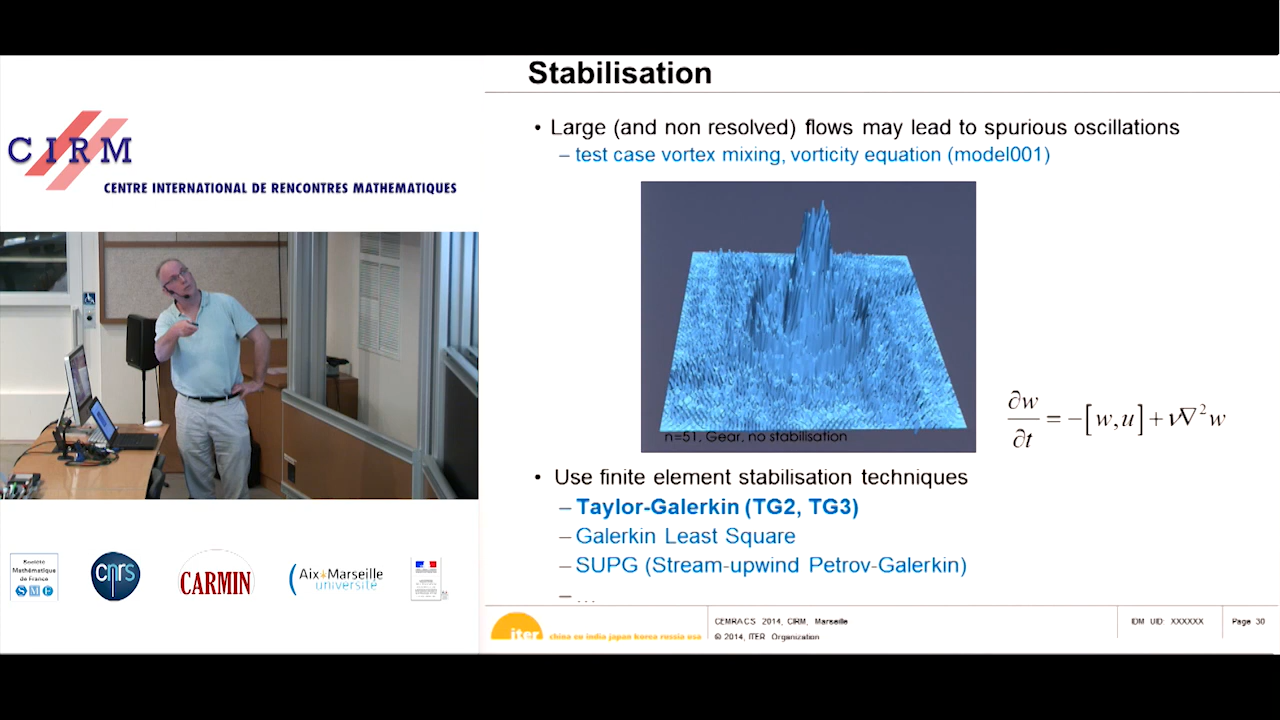 Stabilisation
CIRM
CENTRE INTERNATIONAL DE RENCONTRES MATHEMATIQUES
• Large (and non resolved) flows may lead to spurious oscillations
– test case vortex mixing, vorticity equation (model001)
n=51, Gear, no stabilisation
∂w/∂t = −[w,u] + ν∇²w
• Use finite element stabilisation techniques
– Taylor-Galerkin (TG2, TG3)
– Galerkin Least Square
– SUPG (Stream-upwind Petrov-Galerkin)
– ...
Société
Mathématique
de France
SMF
cnrs
CARMIN
Aix*Marseille
université
iter
china eu india japan korea russia usa
CEMRACS 2014, CIRM, Marseille
© 2014, ITER Organization
IDM UID: XXXXXX
Page 30